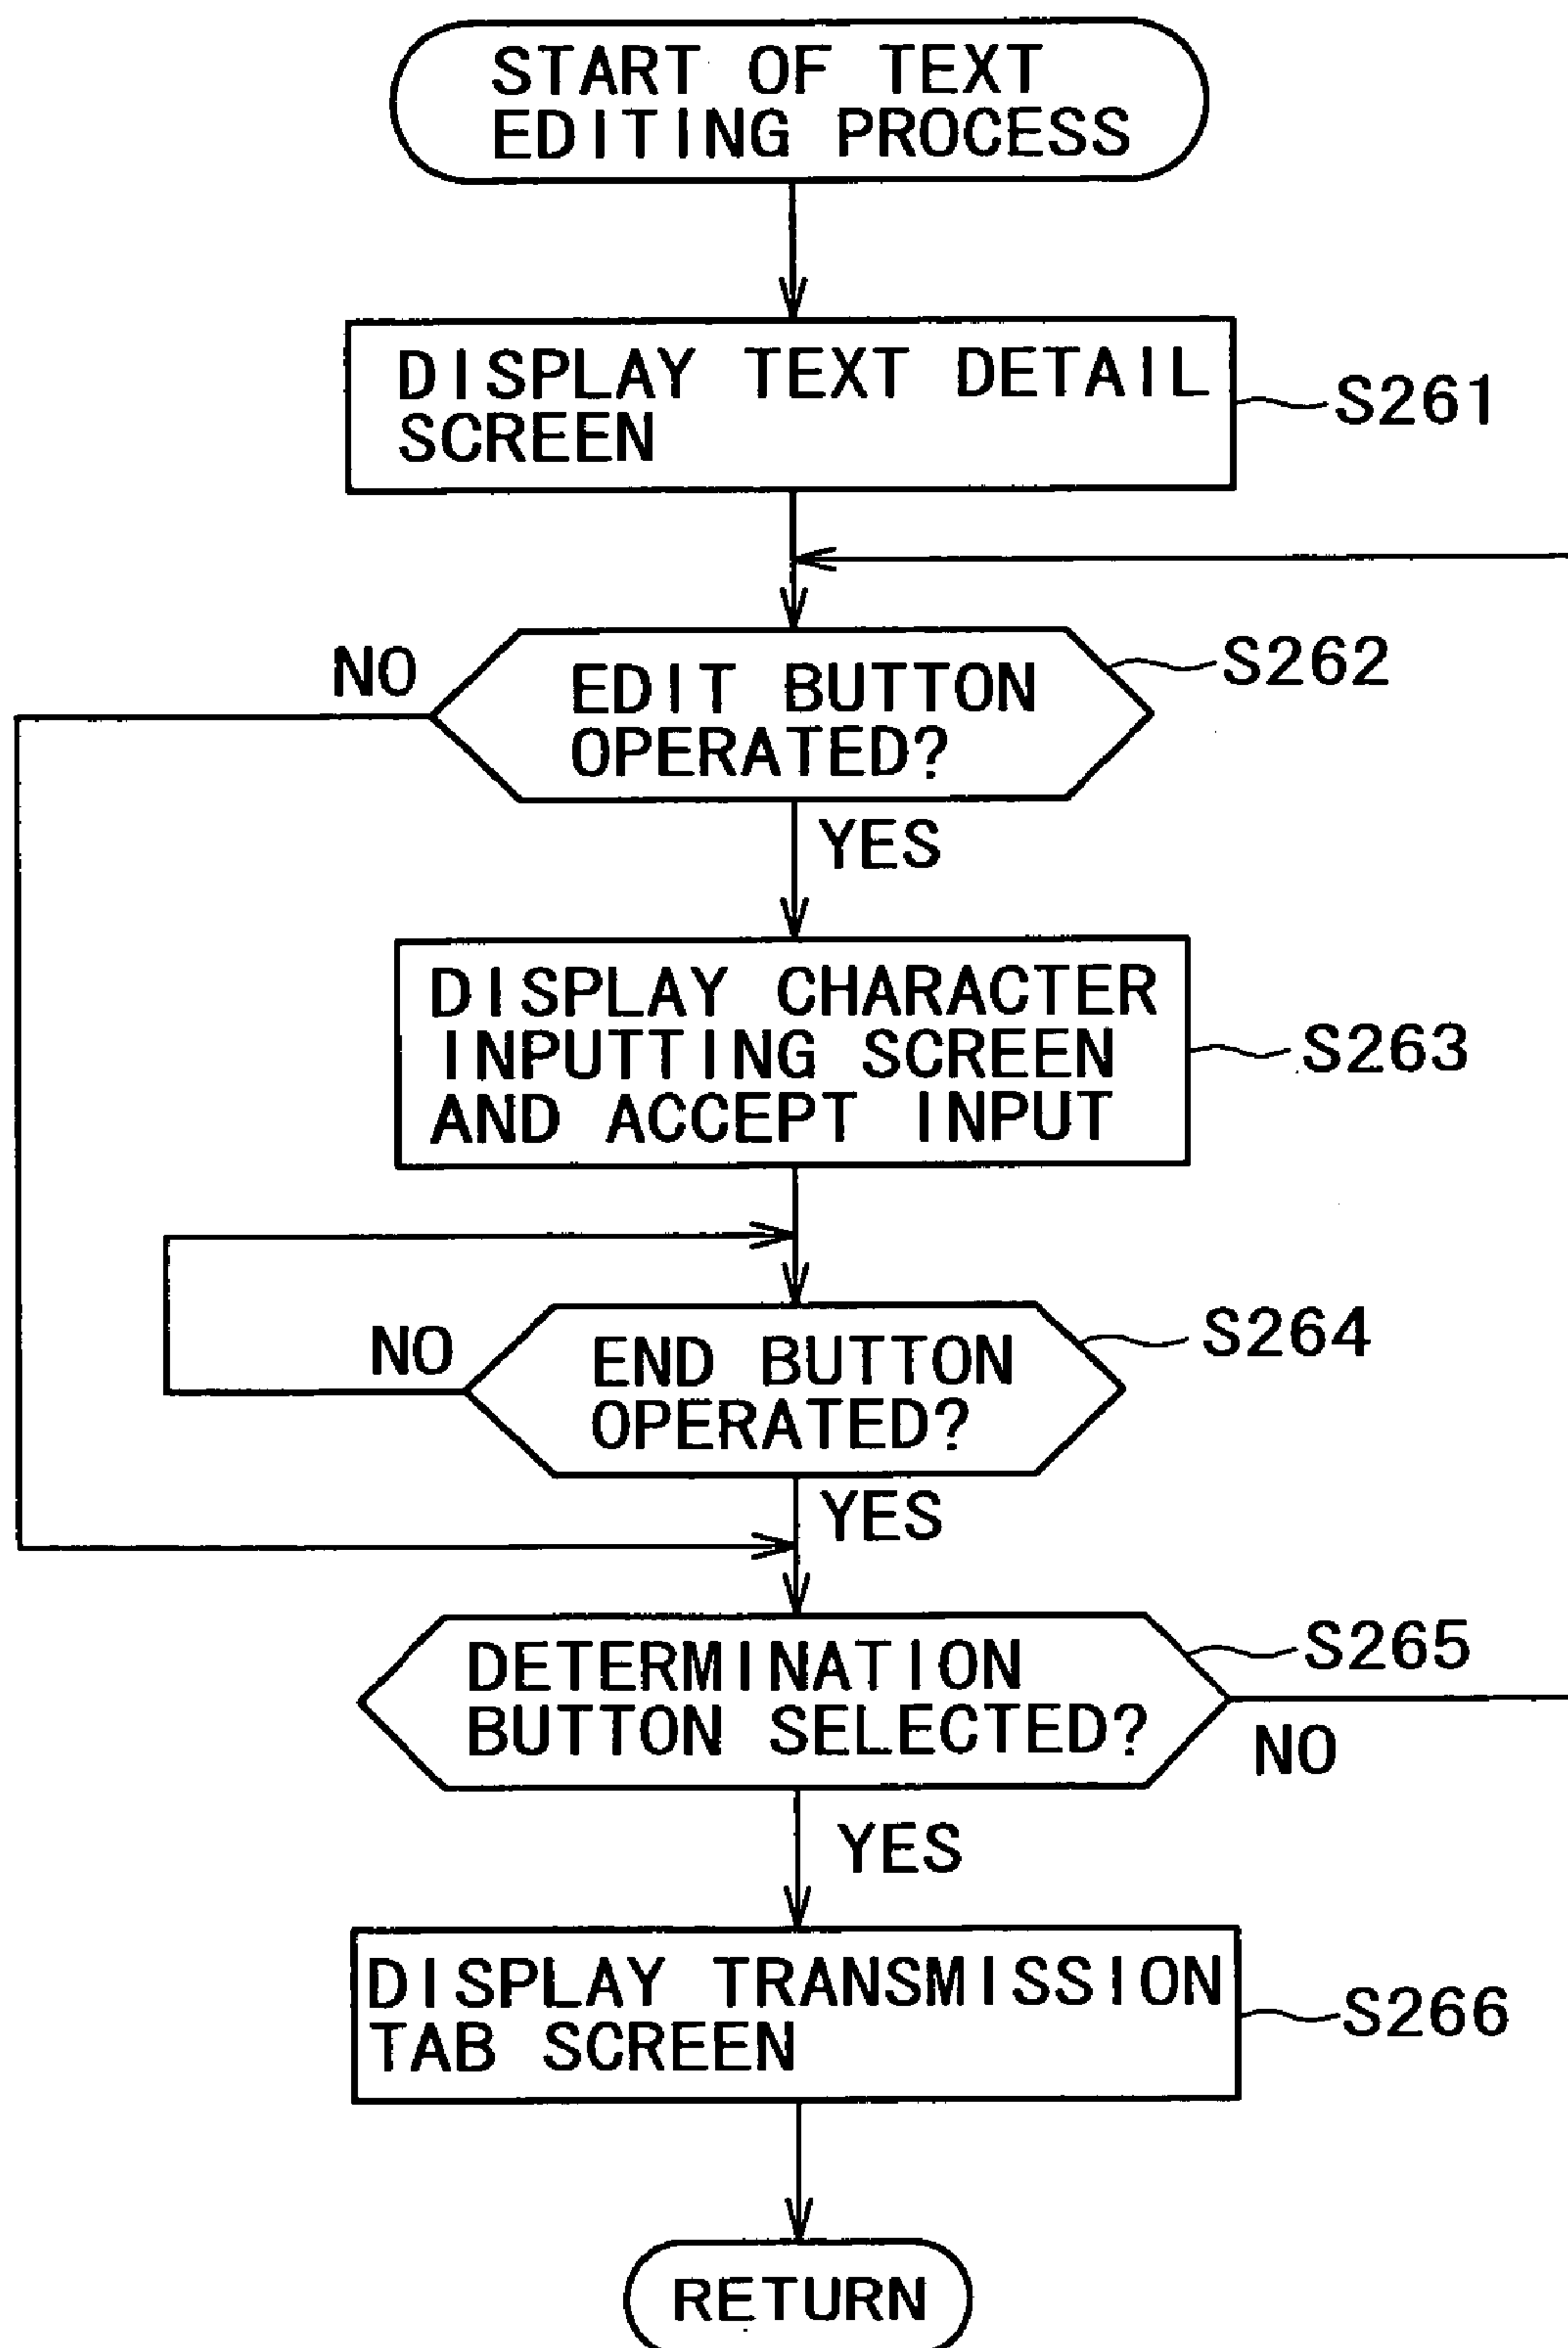 START OF TEXT
EDITING PROCESS
DISPLAY TEXT DETAIL
SCREEN
S261
NO
EDIT BUTTON
OPERATED?
S262
YES
DISPLAY CHARACTER
INPUTTING SCREEN
AND ACCEPT INPUT
S263
NO
END BUTTON
OPERATED?
S264
YES
DETERMINATION
BUTTON SELECTED?
S265
NO
YES
DISPLAY TRANSMISSION
TAB SCREEN
S266
RETURN